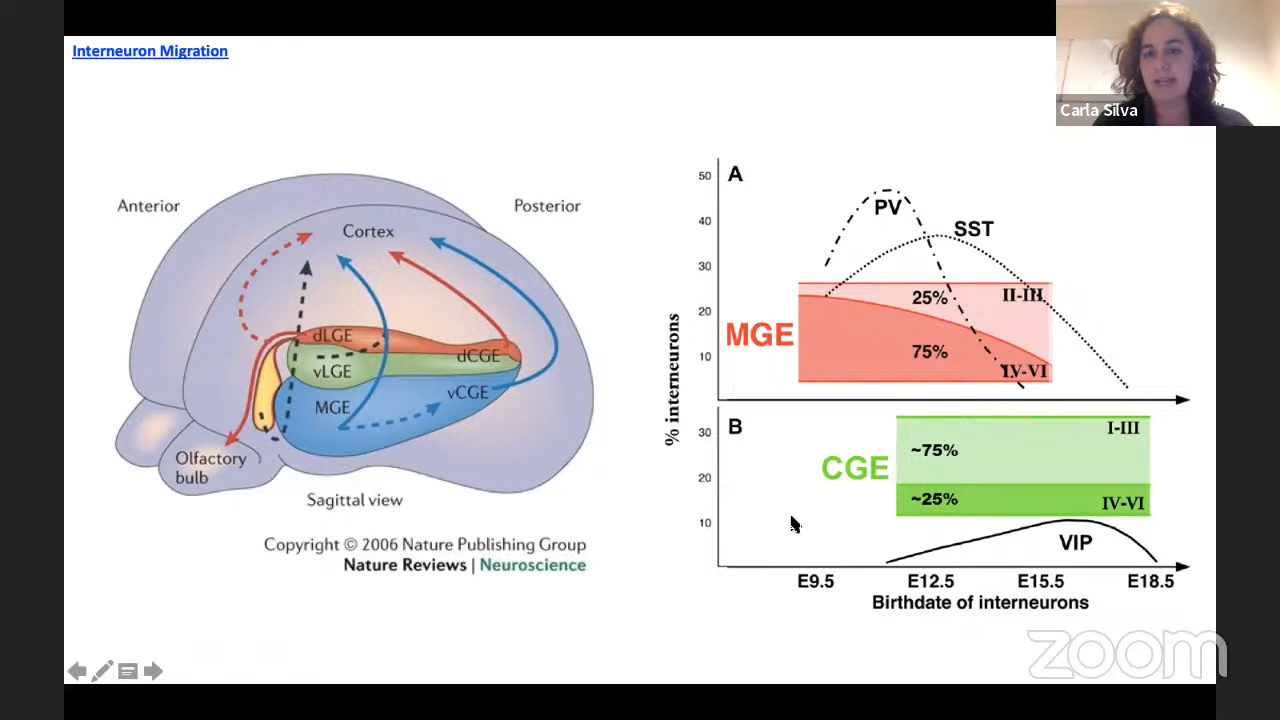 Interneuron Migration
Carla Silva
Anterior
Posterior
Cortex
dLGE
vLGE
dCGE
vCGE
MGE
Olfactory
bulb
Sagittal view
Copyright © 2006 Nature Publishing Group
Nature Reviews | Neuroscience
% interneurons
A
50
40
30
20
10
PV
SST
MGE
25%
II-III
75%
IV-VI
B
30
20
10
CGE
I-III
~75%
~25%
IV-VI
VIP
E9.5 E12.5 E15.5 E18.5
Birthdate of interneurons
zoom